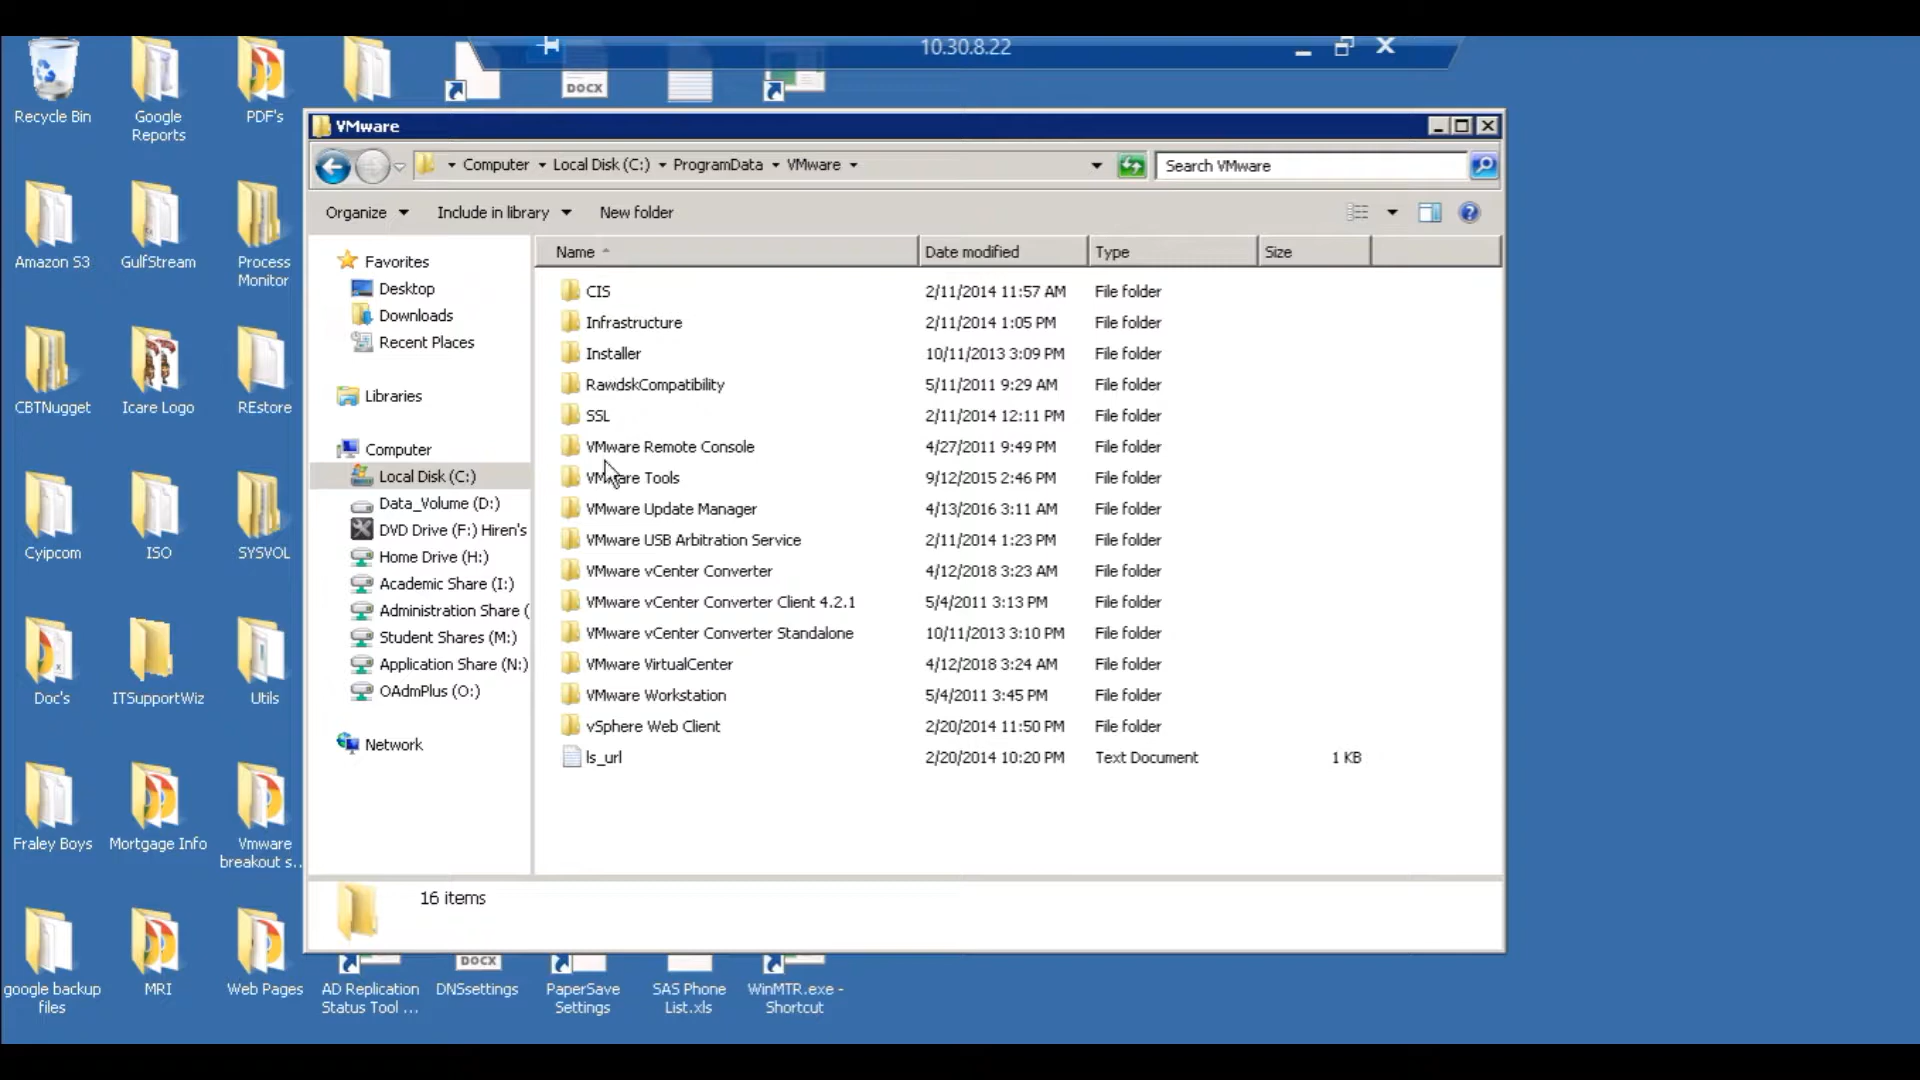 10.30.8.22
Recycle Bin
Google
Reports
PDF's
DOCX
VMware
Computer
Local Disk (C:)
ProgramData
VMware
Search VMware
Organize
Include in library
New folder
Name
Date modified
Type
Size
Favorites
Desktop
Downloads
Recent Places
Libraries
Computer
Local Disk (C:)
Data_Volume (D:)
DVD Drive (F:) Hiren's
Home Drive (H:)
Academic Share (I:)
Administration Share (
Student Shares (M:)
Application Share (N:)
OAdmPlus (O:)
Network
CIS 2/11/2014 11:57 AM File folder
Infrastructure 2/11/2014 1:05 PM File folder
Installer 10/11/2013 3:09 PM File folder
RawdskCompatibility 5/11/2011 9:29 AM File folder
SSL 2/11/2014 12:11 PM File folder
VMware Remote Console 4/27/2011 9:49 PM File folder
VMware Tools 9/12/2015 2:46 PM File folder
VMware Update Manager 4/13/2016 3:11 AM File folder
VMware USB Arbitration Service 2/11/2014 1:23 PM File folder
VMware vCenter Converter 4/12/2018 3:23 AM File folder
VMware vCenter Converter Client 4.2.1 5/4/2011 3:13 PM File folder
VMware vCenter Converter Standalone 10/11/2013 3:10 PM File folder
VMware VirtualCenter 4/12/2018 3:24 AM File folder
VMware Workstation 5/4/2011 3:45 PM File folder
vSphere Web Client 2/20/2014 11:50 PM File folder
ls_url 2/20/2014 10:20 PM Text Document 1 KB
16 items
Amazon S3
GulfStream
Process
Monitor
CBTNugget
Icare Logo
REstore
Cyipcom
ISO
SYSVOL
Doc's
ITSupportWiz
Utils
Fraley Boys
Mortgage Info
Vmware
breakout s...
google backup
files
MRI
Web Pages
AD Replication
Status Tool ...
DOCX
DNSsettings
PaperSave
Settings
SAS Phone
List.xls
WinMTR.exe -
Shortcut